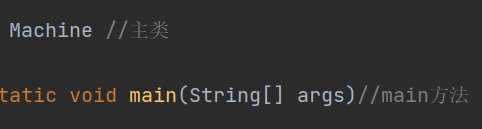 Machine //主类
tatic void main(String[] args)//main方法